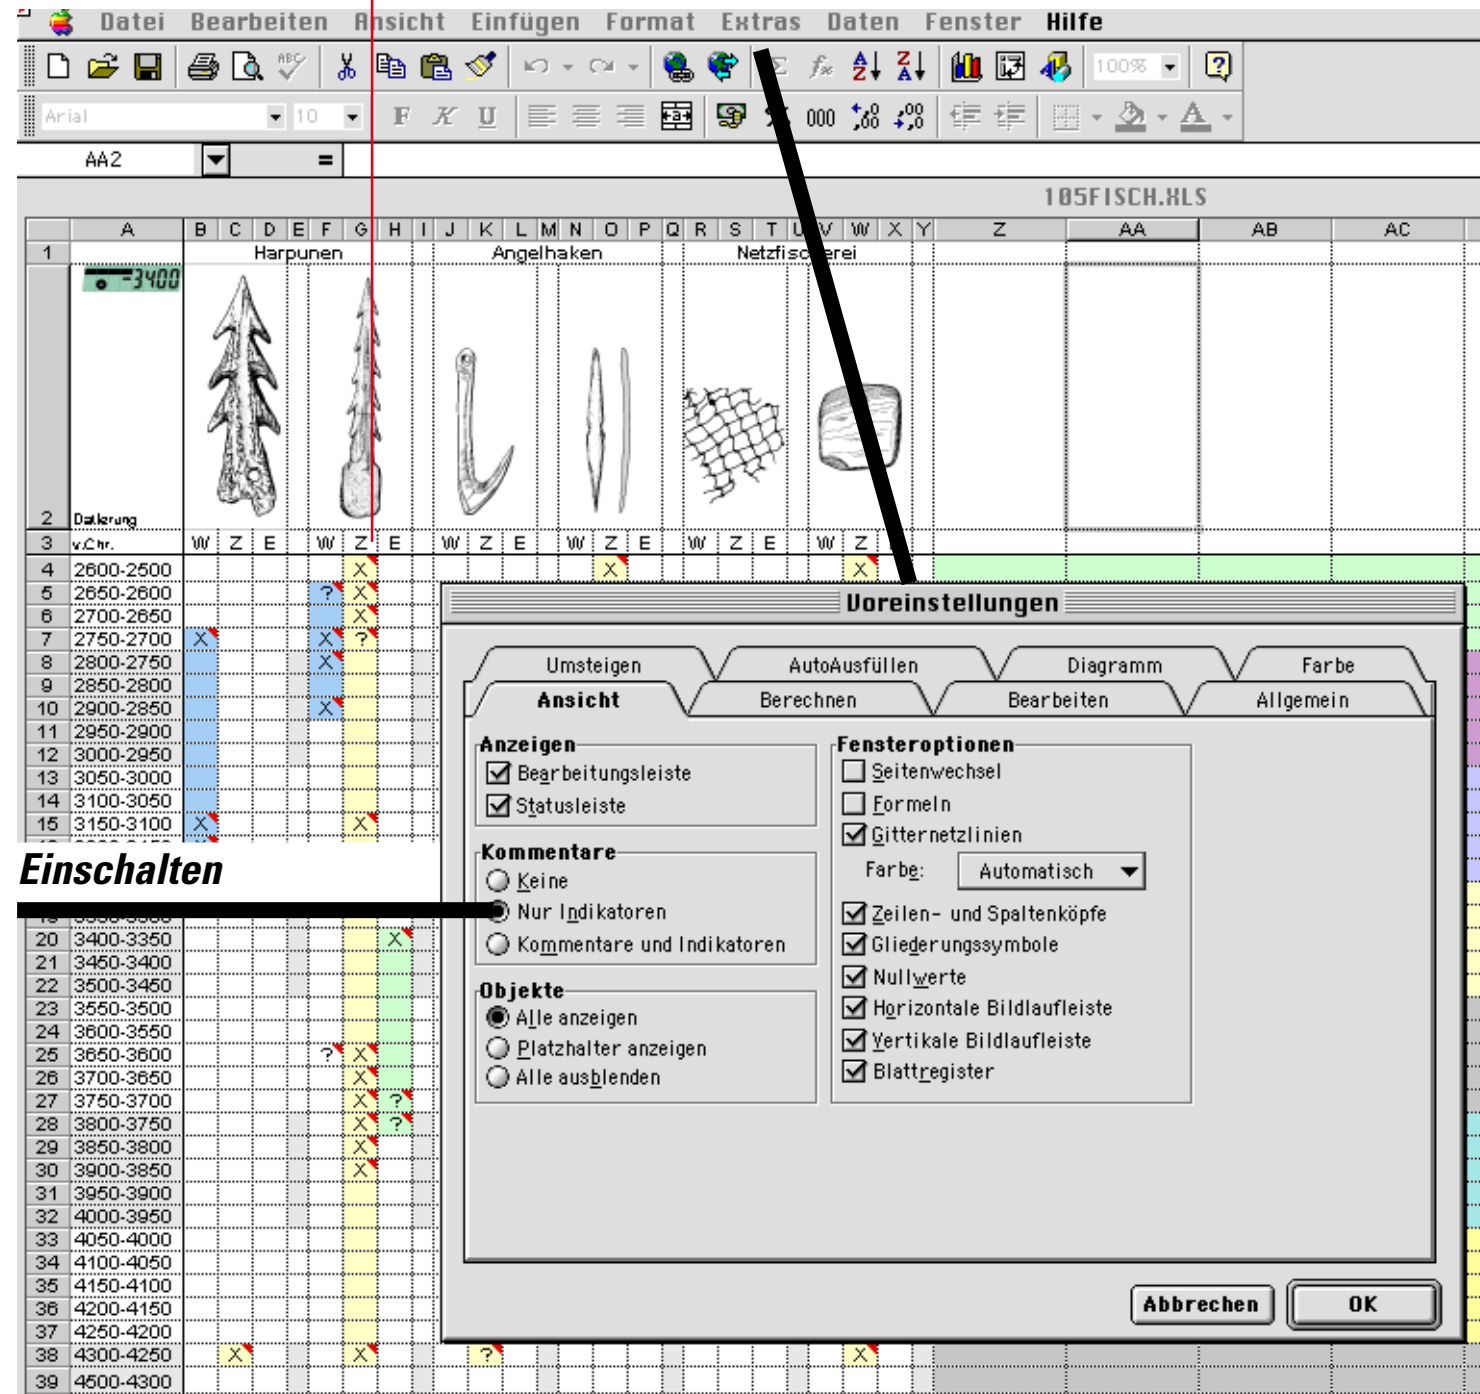 Datei Bearbeiten Ansicht Einfügen Format Extras Daten Fenster Hilfe
ABC Σ fx A Z Z A 100% ?
Arial 10 F K U a % 000
AA2 =
105FISCH.XLS
A B C D E F G H I J K L M N O P Q R S T U V W X Y Z AA AB AC
1 Harpunen Angelhaken Netzfischerei
-3400
2 Datierung
3 v.Chr. W Z E W Z E W Z E W Z E W Z E W Z
4 2600-2500 X X X
5 2650-2600 ? X
6 2700-2650 X
7 2750-2700 X X ?
8 2800-2750 X
9 2850-2800
10 2900-2850 X
11 2950-2900
12 3000-2950
13 3050-3000
14 3100-3050
15 3150-3100 X X
Einschalten
20 3400-3350 X
21 3450-3400
22 3500-3450
23 3550-3500
24 3600-3550
25 3650-3600 ? X
26 3700-3650 X
27 3750-3700 X ?
28 3800-3750 X ?
29 3850-3800 X
30 3900-3850 X
31 3950-3900
32 4000-3950
33 4050-4000
34 4100-4050
35 4150-4100
36 4200-4150
37 4250-4200
38 4300-4250 X X ? X
39 4500-4300
Voreinstellungen
Umsteigen AutoAusfüllen Diagramm Farbe
Ansicht Berechnen Bearbeiten Allgemein
Anzeigen
Bearbeitungsleiste
Statusleiste
Kommentare
Keine
Nur Indikatoren
Kommentare und Indikatoren
Objekte
Alle anzeigen
Platzhalter anzeigen
Alle ausblenden
Fensteroptionen
Seitenwechsel
Formeln
Gitternetzlinien
Farbe: Automatisch
Zeilen- und Spaltenköpfe
Gliederungssymbole
Nullwerte
Horizontale Bildlaufleiste
Vertikale Bildlaufleiste
Blattregister
Abbrechen OK